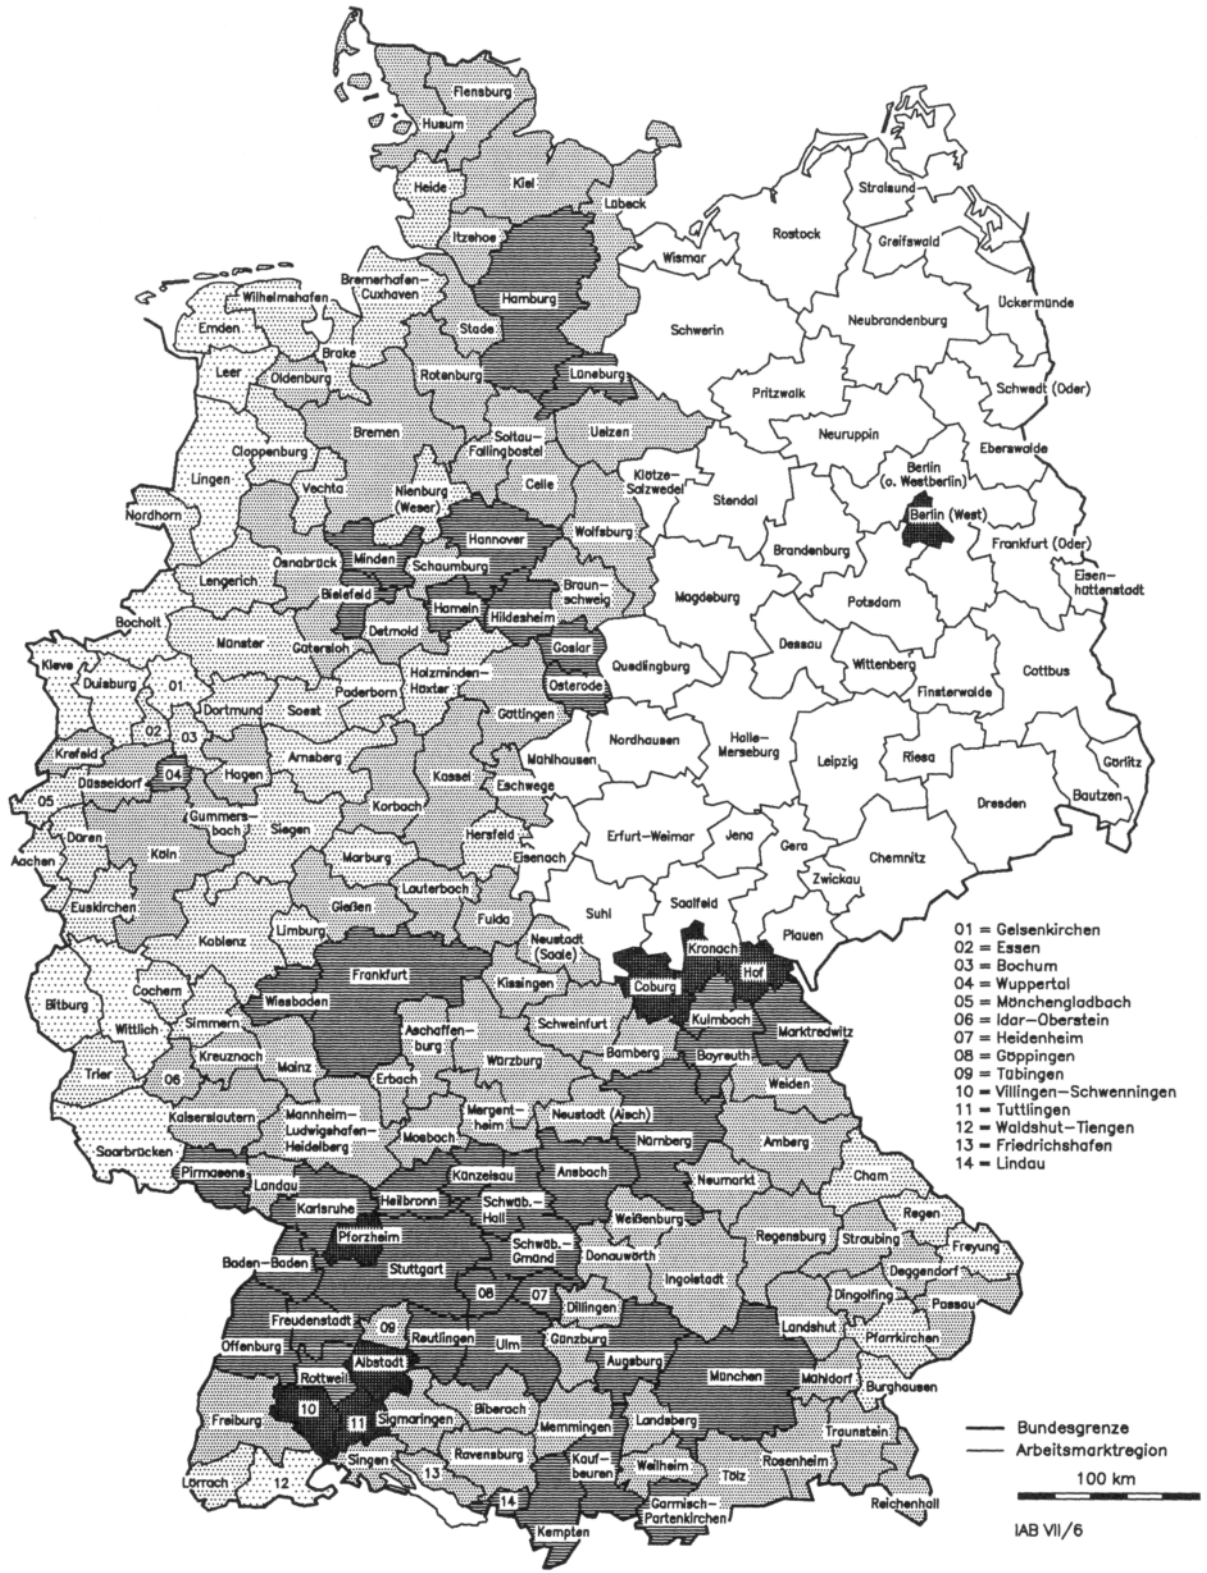 Flensburg
Husum
Heide
Kiel
Lübeck
Stralsund
Rostock
Greifswald
Itzehoe
Wismar
Bremerhafen-
Cuxhaven
Wilhelmshafen
Hamburg
Ückermünde
Emden
Stade
Schwerin
Neubrandenburg
Brake
Leer
Oldenburg
Rotenburg
Lüneburg
Pritzwalk
Schwedt (Oder)
Bremen
Soltau-
Fallingbostel
Uelzen
Neuruppin
Eberswalde
Cloppenburg
Lingen
Vechta
Nienburg
(Weser)
Celle
Klötze-
Salzwedel
Stendal
Berlin
(o. Westberlin)
Nordhorn
Berlin (West)
Hannover
Wolfsburg
Frankfurt (Oder)
Brandenburg
Osnabrück
Minden
Schaumburg
Lengerich
Bielefeld
Braun-
schweig
Magdeburg
Potsdam
Eisen-
hüttenstadt
Bocholt
Hameln
Hildesheim
Detmold
Münster
Gütersloh
Goslar
Dessau
Kleve
Duisburg
01
Holzminden-
Höxter
Quedlingburg
Wittenberg
Cottbus
Paderborn
Osterode
Finsterwalde
Dortmund
Soest
Göttingen
02
03
Nordhausen
Halle-
Merseburg
Krefeld
Arnsberg
Mühlhausen
Leipzig
Riesa
Görlitz
04
Hagen
Kassel
Düsseldorf
Eschwege
05
Korbach
Dresden
Bautzen
Gummers-
bach
Siegen
Düren
Hersfeld
Erfurt-Weimar
Jena
Gera
Aachen
Köln
Marburg
Eisenach
Chemnitz
Zwickau
Lauterbach
Euskirchen
Gießen
Fulda
Suhl
Saalfeld
Limburg
Plauen
Koblenz
Neustadt
(Saale)
Kronach
Frankfurt
Hof
Kissingen
Coburg
Cochem
Bitburg
Wiesbaden
Simmern
Wittlich
Schweinfurt
Kulmbach
Marktredwitz
Aschaffen-
burg
Kreuznach
Bamberg
Bayreuth
Würzburg
Trier
Mainz
06
Erbach
Weiden
Kaiserslautern
Mannheim-
Ludwigshafen-
Heidelberg
Mergent-
heim
Neustadt (Aisch)
Mosbach
Nürnberg
Amberg
Saarbrücken
Pirmasens
Künzelsau
Ansbach
Neumarkt
Cham
Landau
Heilbronn
Karlsruhe
Schwäb.-
Hall
Weißenburg
Regen
Pforzheim
Regensburg
Straubing
Schwäb.-
Gmünd
Freyung
Baden-Baden
Donauwörth
Stuttgart
Deggendorf
Ingolstadt
08
07
Dingolfing
Passau
Dillingen
Freudenstadt
09
Landshut
Reutlingen
Günzburg
Pfarrkirchen
Offenburg
Ulm
Albstadt
Augsburg
Rottweil
München
Mühldorf
Burghausen
10
Biberach
Freiburg
11
Sigmaringen
Memmingen
Landsberg
Traunstein
Singen
Ravensburg
Kauf-
beuren
Weilheim
Rosenheim
Lörrach
12
13
Tölz
14
Garmisch-
Partenkirchen
Reichenhall
Kempten
01 = Gelsenkirchen
02 = Essen
03 = Bochum
04 = Wuppertal
05 = Mönchengladbach
06 = Idar-Oberstein
07 = Heidenheim
08 = Göppingen
09 = Tübingen
10 = Villingen-Schwenningen
11 = Tuttlingen
12 = Waldshut-Tiengen
13 = Friedrichshafen
14 = Lindau
Bundesgrenze
Arbeitsmarktregion
100 km
IAB VII/6